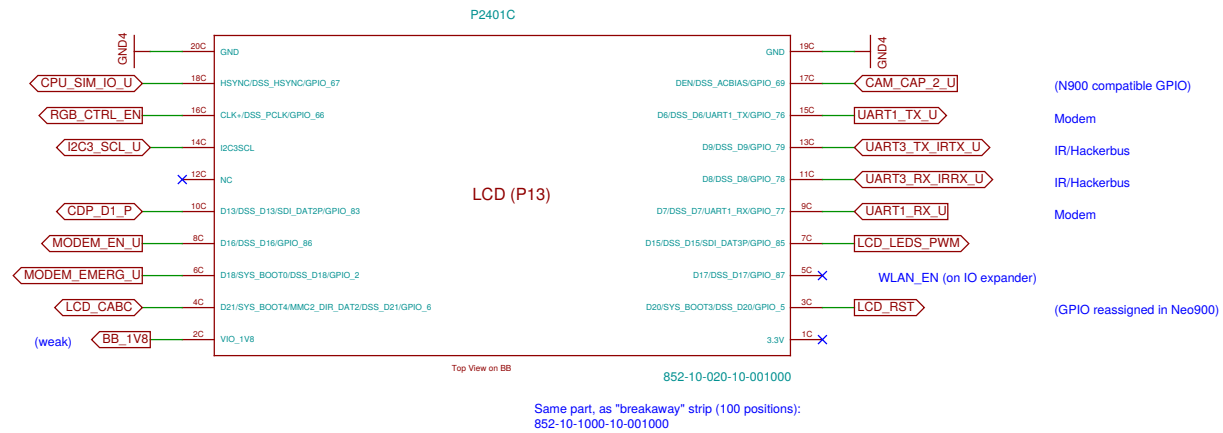 P2401C
GND4 20C GND GND 19C GND4
CPU_SIM_IO_U 18C HSYNC/DSS_HSYNC/GPIO_67 DEN/DSS_ACBIAS/GPIO_69 17C CAM_CAP_2_U (N900 compatible GPIO)
RGB_CTRL_EN 16C CLK+/DSS_PCLK/GPIO_66 D6/DSS_D6/UART1_TX/GPIO_76 15C UART1_TX_U Modem
I2C3_SCL_U 14C I2C3SCL D9/DSS_D9/GPIO_79 13C UART3_TX_IRTX_U IR/Hackerbus
12C NC D8/DSS_D8/GPIO_78 11C UART3_RX_IRRX_U IR/Hackerbus
LCD (P13)
CDP_D1_P 10C D13/DSS_D13/SDI_DAT2P/GPIO_83 D7/DSS_D7/UART1_RX/GPIO_77 9C UART1_RX_U Modem
MODEM_EN_U 8C D16/DSS_D16/GPIO_86 D15/DSS_D15/SDI_DAT3P/GPIO_85 7C LCD_LEDS_PWM
MODEM_EMERG_U 6C D18/SYS_BOOT0/DSS_D18/GPIO_2 D17/DSS_D17/GPIO_87 5C WLAN_EN (on IO expander)
LCD_CABC 4C D21/SYS_BOOT4/MMC2_DIR_DAT2/DSS_D21/GPIO_6 D20/SYS_BOOT3/DSS_D20/GPIO_5 3C LCD_RST (GPIO reassigned in Neo900)
(weak) BB_1V8 2C VIO_1V8 3.3V 1C
Top View on BB
852-10-020-10-001000
Same part, as "breakaway" strip (100 positions):
852-10-1000-10-001000